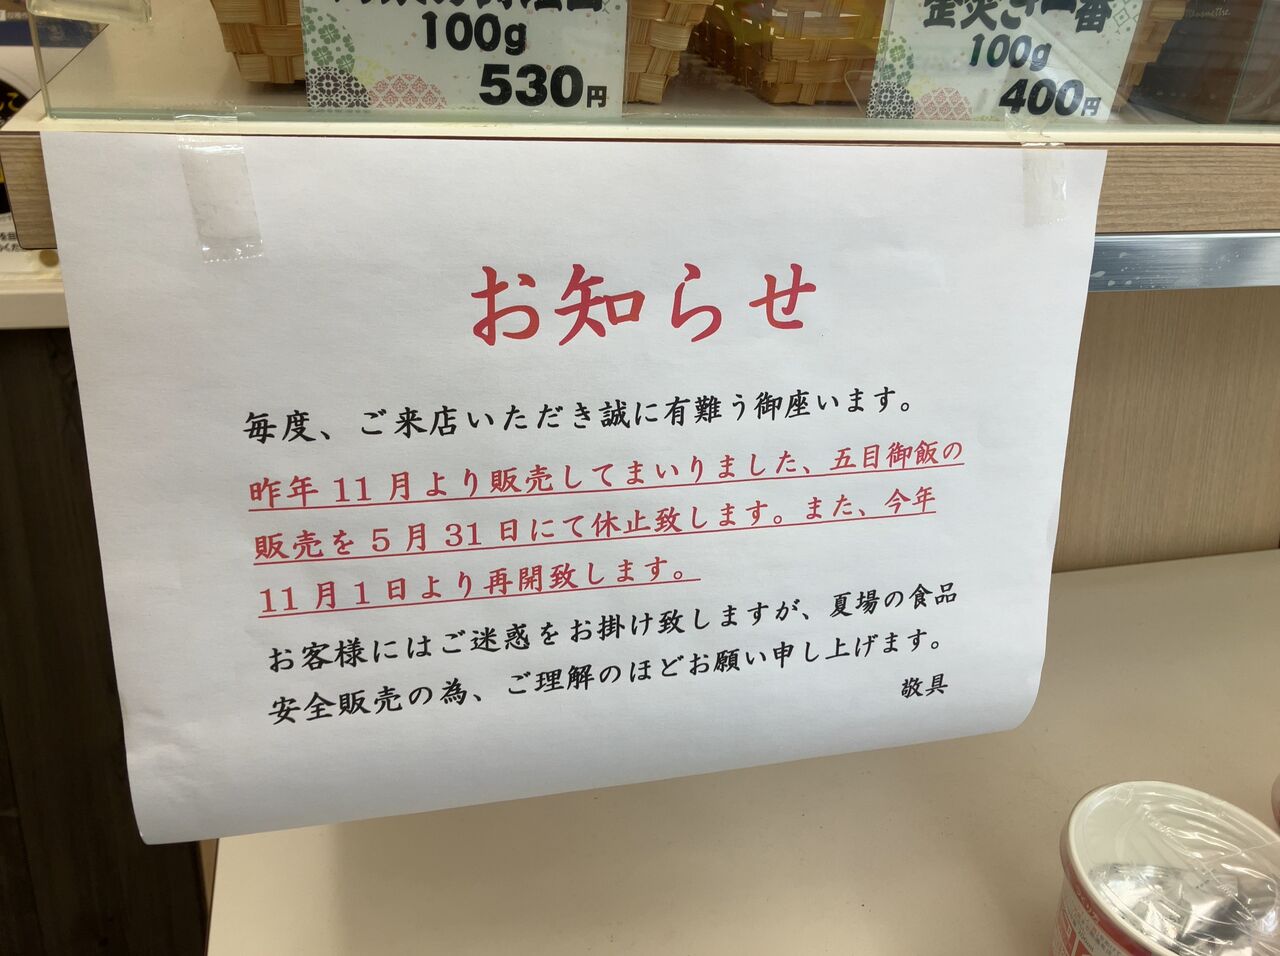 100g
530円
100g
400円
お知らせ
毎度、ご来店いただき誠に有難う御座います。
昨年11月より販売してまいりました、五目御飯の
販売を5月31日にて休止致します。また、今年
11月1日より再開致します。
お客様にはご迷惑をお掛け致しますが、夏場の食品
安全販売の為、ご理解のほどお願い申し上げます。
敬具